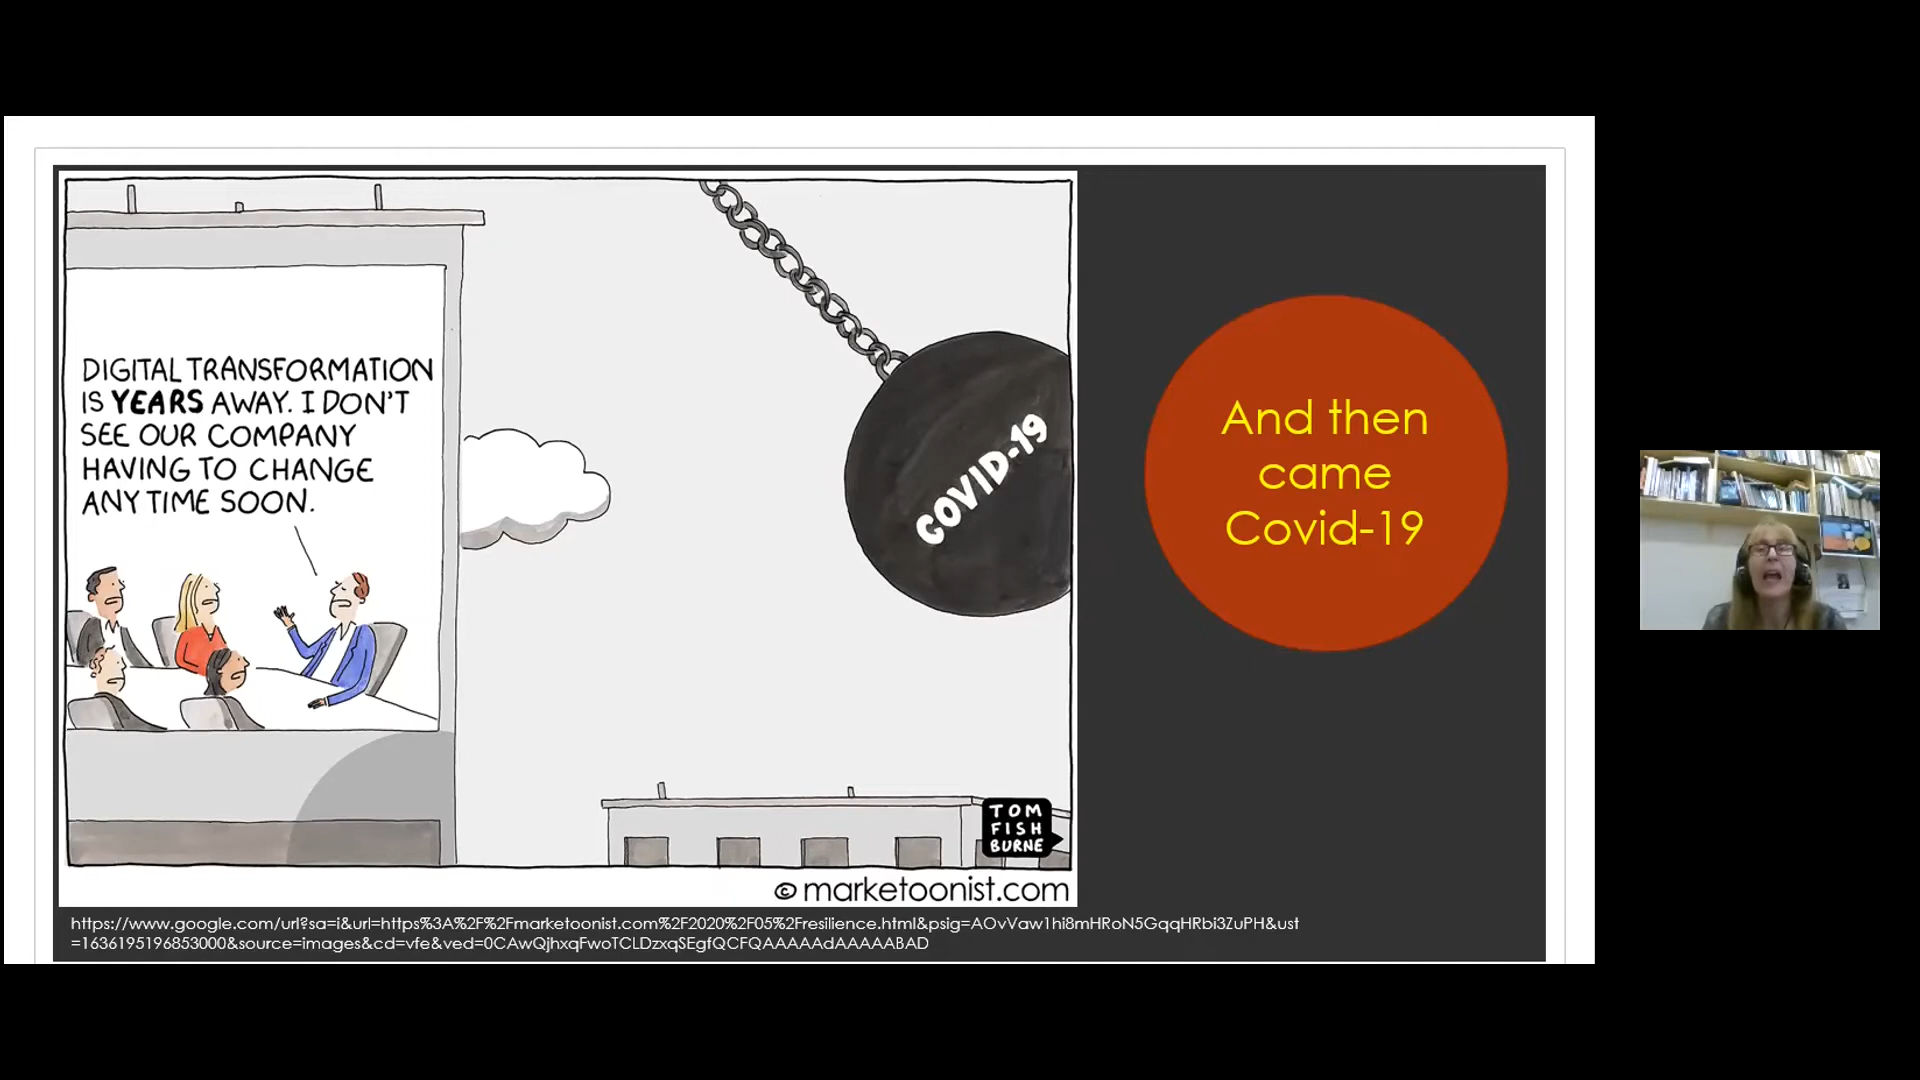 DIGITAL TRANSFORMATION
IS YEARS AWAY. I DON'T
SEE OUR COMPANY
HAVING TO CHANGE
ANY TIME SOON.
COVID-19
TOM
FISH
BURNE
© marketoonist.com
And then
came
Covid-19
https://www.google.com/url?sa=i&url=https%3A%2F%2Fmarketoonist.com%2F2020%2F05%2Fresilience.html&psig=AOvVaw1hi8mHRoN5GqqHRbi3ZuPH&ust
=1636195196853000&source=images&cd=vfe&ved=0CAwQjhxqFwoTCLDzxqSEgfQCFQAAAAAdAAAAABAD